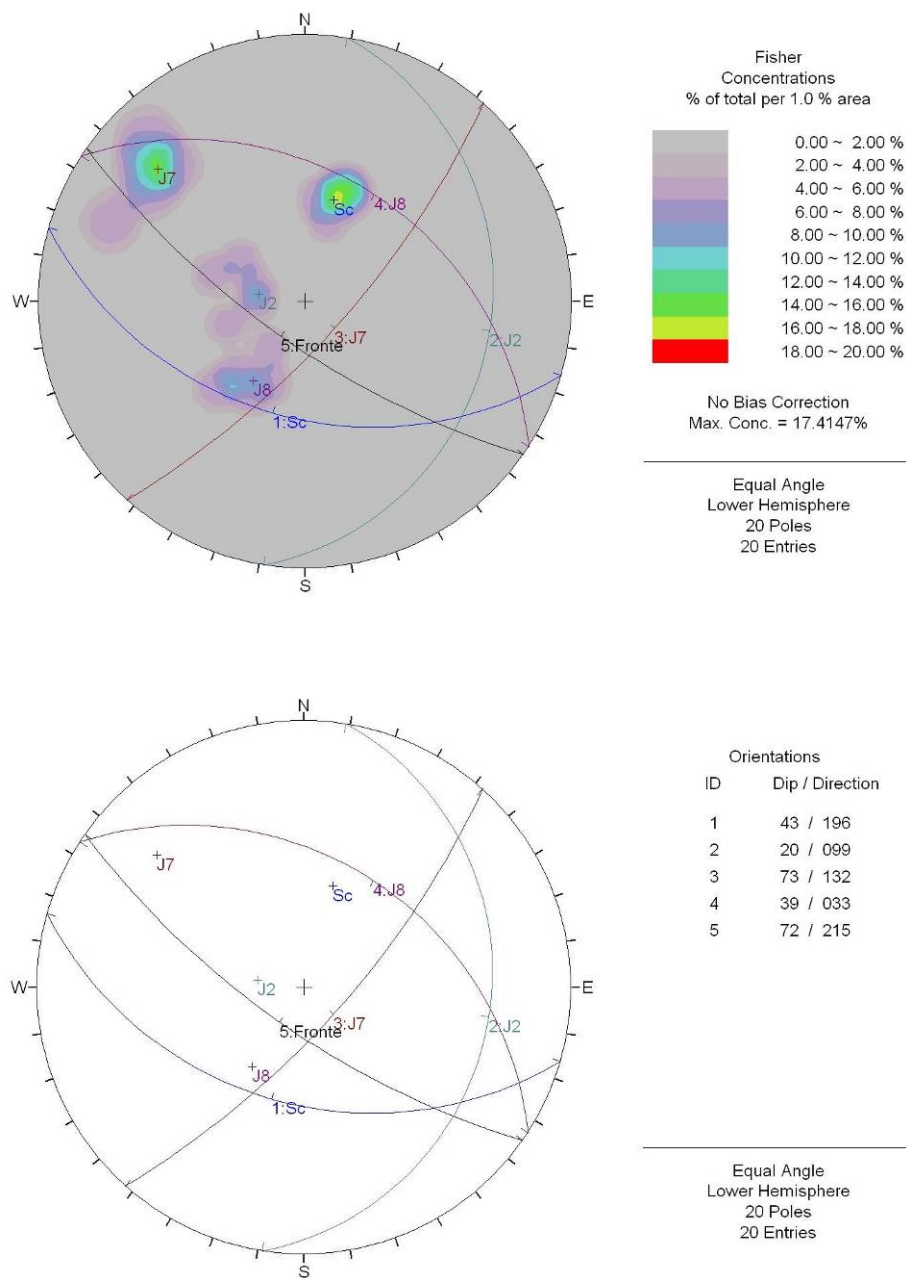 N
W
E
S
J7
Sc
4:J8
J2
2:J2
3:J7
5:Fronte
J8
1:Sc
Fisher
Concentrations
% of total per 1.0 % area
0.00 ~ 2.00 %
2.00 ~ 4.00 %
4.00 ~ 6.00 %
6.00 ~ 8.00 %
8.00 ~ 10.00 %
10.00 ~ 12.00 %
12.00 ~ 14.00 %
14.00 ~ 16.00 %
16.00 ~ 18.00 %
18.00 ~ 20.00 %
No Bias Correction
Max. Conc. = 17.4147%
Equal Angle
Lower Hemisphere
20 Poles
20 Entries
N
W
E
S
J7
Sc
4:J8
J2
2:J2
3:J7
5:Fronte
J8
1:Sc
Orientations
ID Dip / Direction
1 43 / 196
2 20 / 099
3 73 / 132
4 39 / 033
5 72 / 215
Equal Angle
Lower Hemisphere
20 Poles
20 Entries